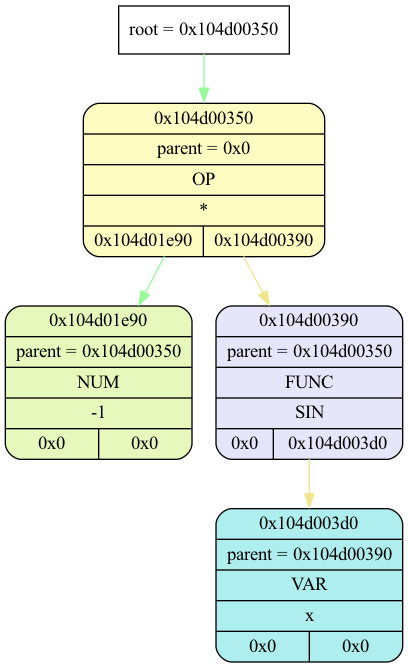 root = 0x104d00350
0x104d00350
parent = 0x0
OP
*
0x104d01e90 0x104d00390
0x104d01e90
parent = 0x104d00350
NUM
-1
0x0 0x0
0x104d00390
parent = 0x104d00350
FUNC
SIN
0x0 0x104d003d0
0x104d003d0
parent = 0x104d00390
VAR
x
0x0 0x0